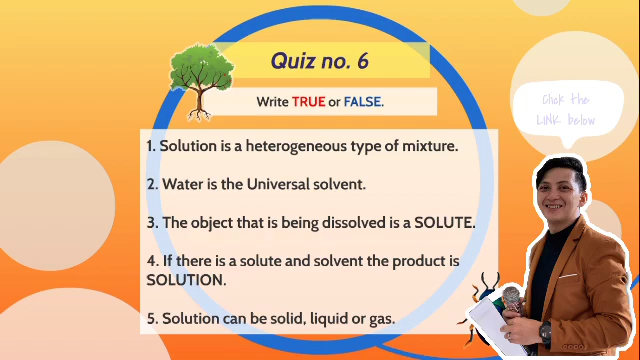 Quiz no. 6
Write TRUE or FALSE.
Click the
LINK below
1. Solution is a heterogeneous type of mixture.
2. Water is the Universal solvent.
3. The object that is being dissolved is a SOLUTE.
4. If there is a solute and solvent the product is
SOLUTION.
5. Solution can be solid, liquid or gas.